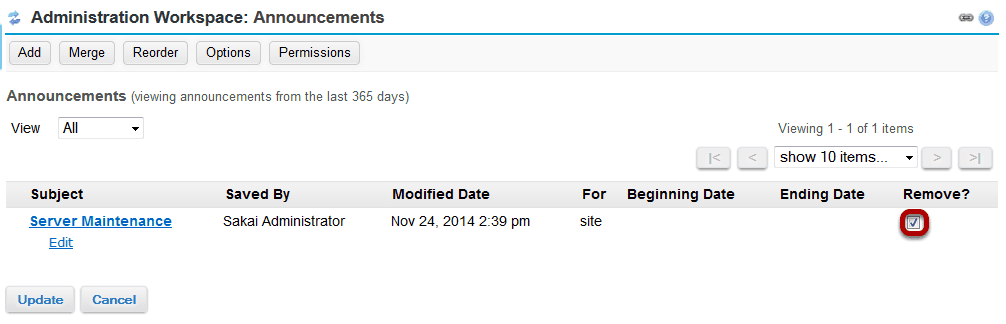 Administration Workspace: Announcements
Add Merge Reorder Options Permissions
Announcements (viewing announcements from the last 365 days)
View All
Viewing 1 - 1 of 1 items
|< < show 10 items... > >|
Subject Saved By Modified Date For Beginning Date Ending Date Remove?
Server Maintenance Sakai Administrator Nov 24, 2014 2:39 pm site
Edit
Update Cancel